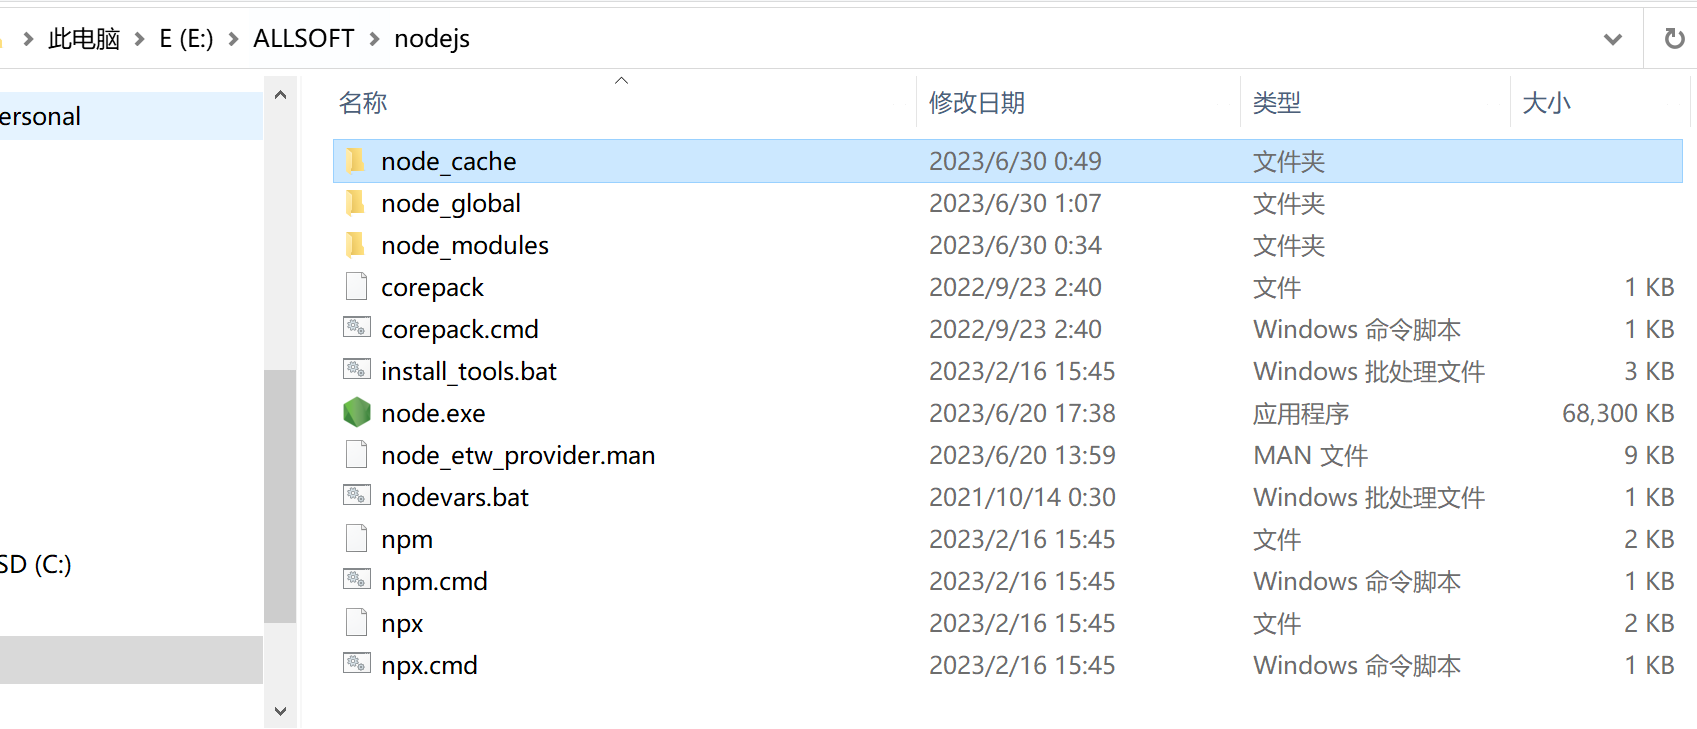 此电脑 E (E:) ALLSOFT nodejs
ersonal
SD (C:)
名称 修改日期 类型 大小
node_cache 2023/6/30 0:49 文件夹
node_global 2023/6/30 1:07 文件夹
node_modules 2023/6/30 0:34 文件夹
corepack 2022/9/23 2:40 文件 1 KB
corepack.cmd 2022/9/23 2:40 Windows 命令脚本 1 KB
install_tools.bat 2023/2/16 15:45 Windows 批处理文件 3 KB
node.exe 2023/6/20 17:38 应用程序 68,300 KB
node_etw_provider.man 2023/6/20 13:59 MAN 文件 9 KB
nodevars.bat 2021/10/14 0:30 Windows 批处理文件 1 KB
npm 2023/2/16 15:45 文件 2 KB
npm.cmd 2023/2/16 15:45 Windows 命令脚本 1 KB
npx 2023/2/16 15:45 文件 2 KB
npx.cmd 2023/2/16 15:45 Windows 命令脚本 1 KB